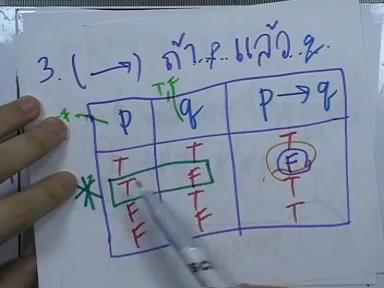 3. (→) ถ้า..p..แล้ว..q..
T,F
* p q p→q
T T T
* T F F
F T T
F F T